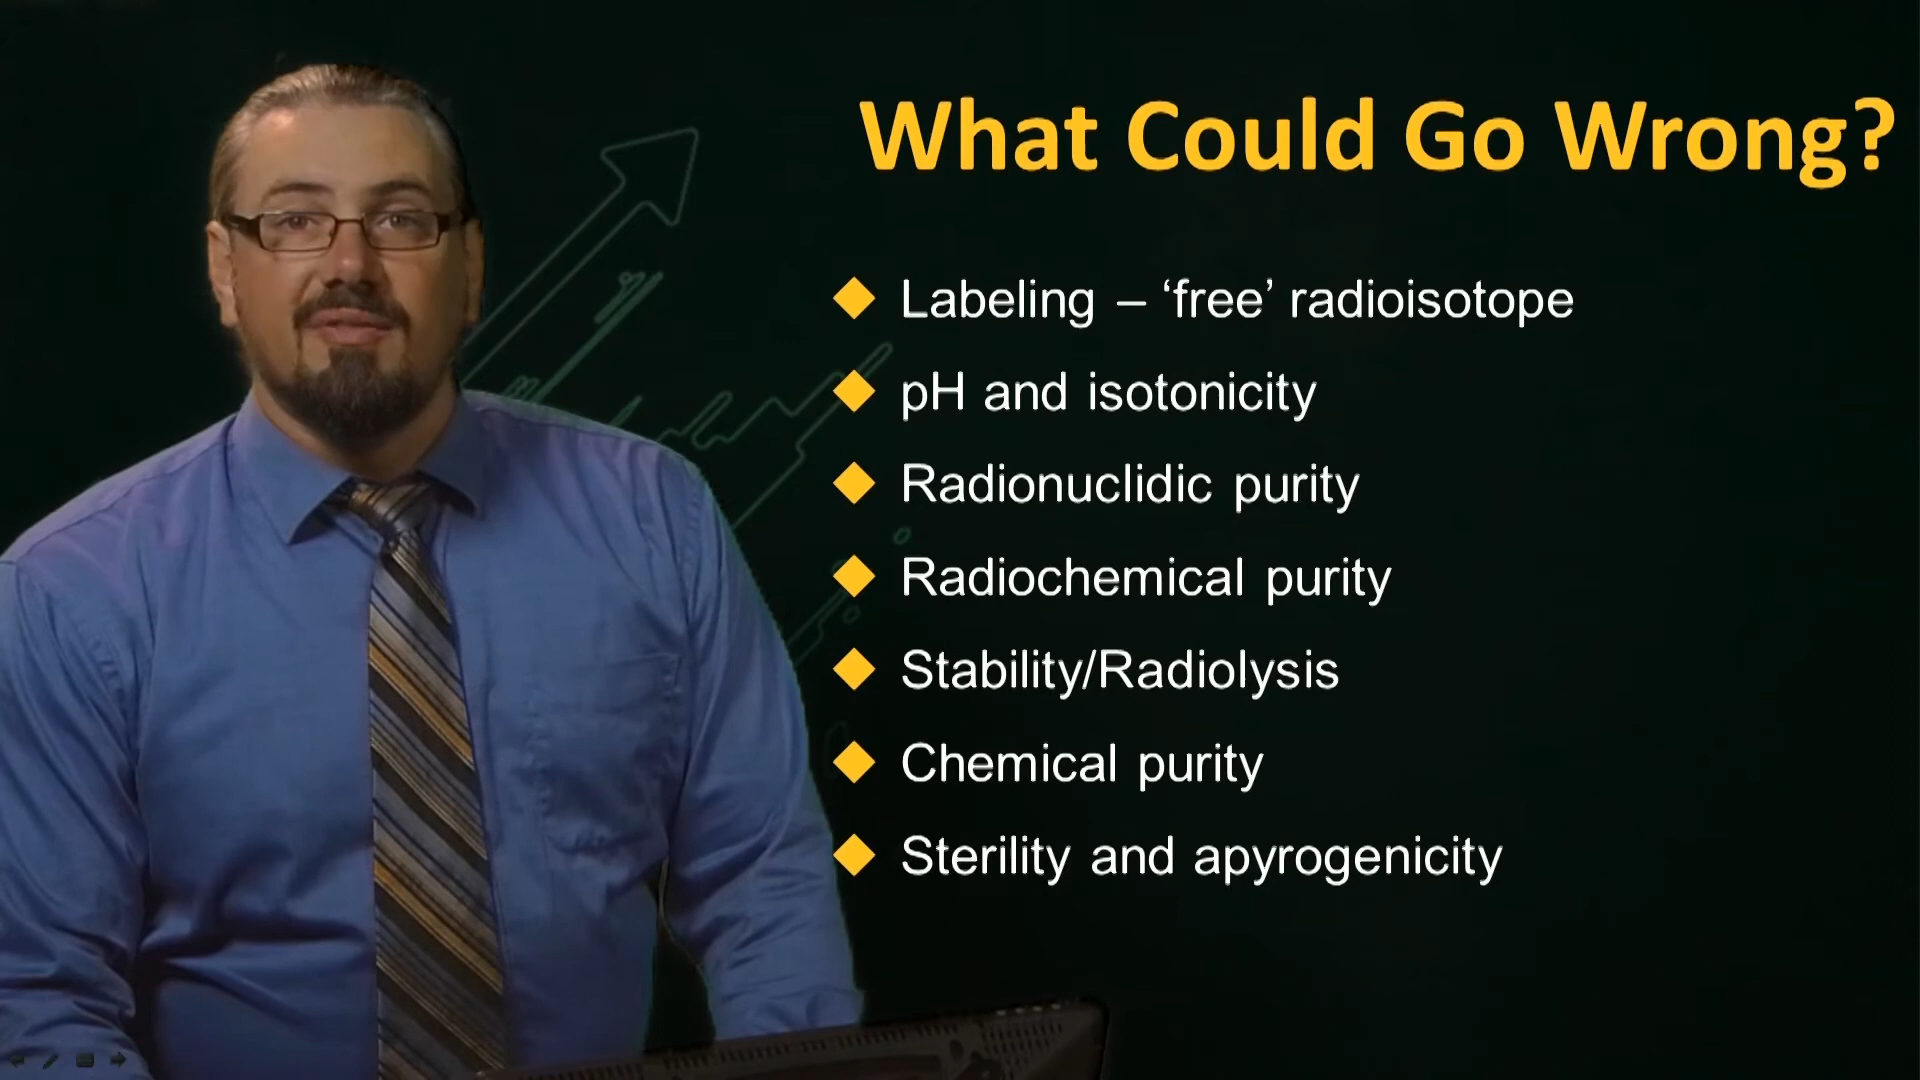 What Could Go Wrong?
Labeling – ‘free’ radioisotope
pH and isotonicity
Radionuclidic purity
Radiochemical purity
Stability/Radiolysis
Chemical purity
Sterility and apyrogenicity